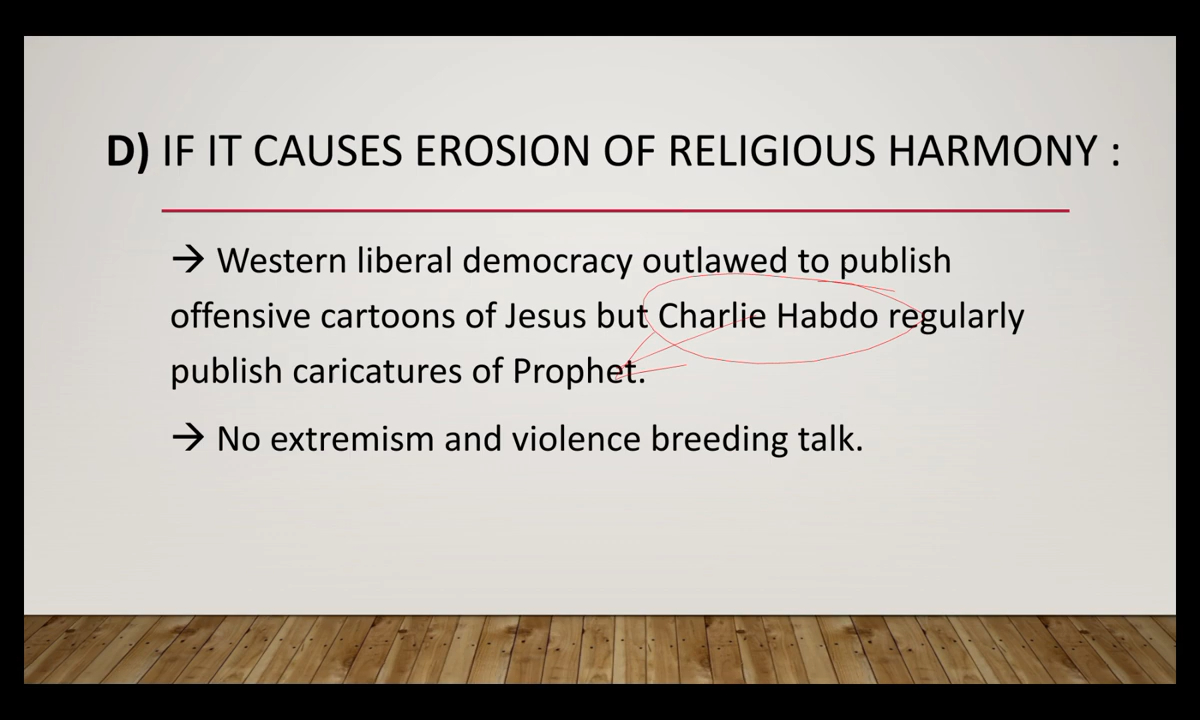 D) IF IT CAUSES EROSION OF RELIGIOUS HARMONY :
→ Western liberal democracy outlawed to publish
offensive cartoons of Jesus but Charlie Habdo regularly
publish caricatures of Prophet.
→ No extremism and violence breeding talk.